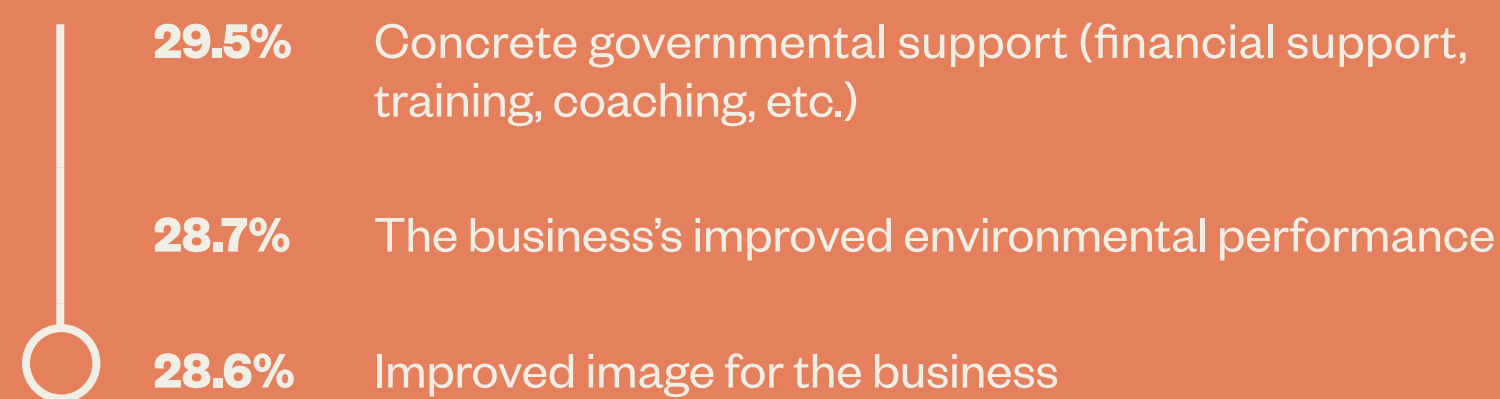 29.5% Concrete governmental support (financial support,
training, coaching, etc.)
28.7% The business’s improved environmental performance
28.6% Improved image for the business